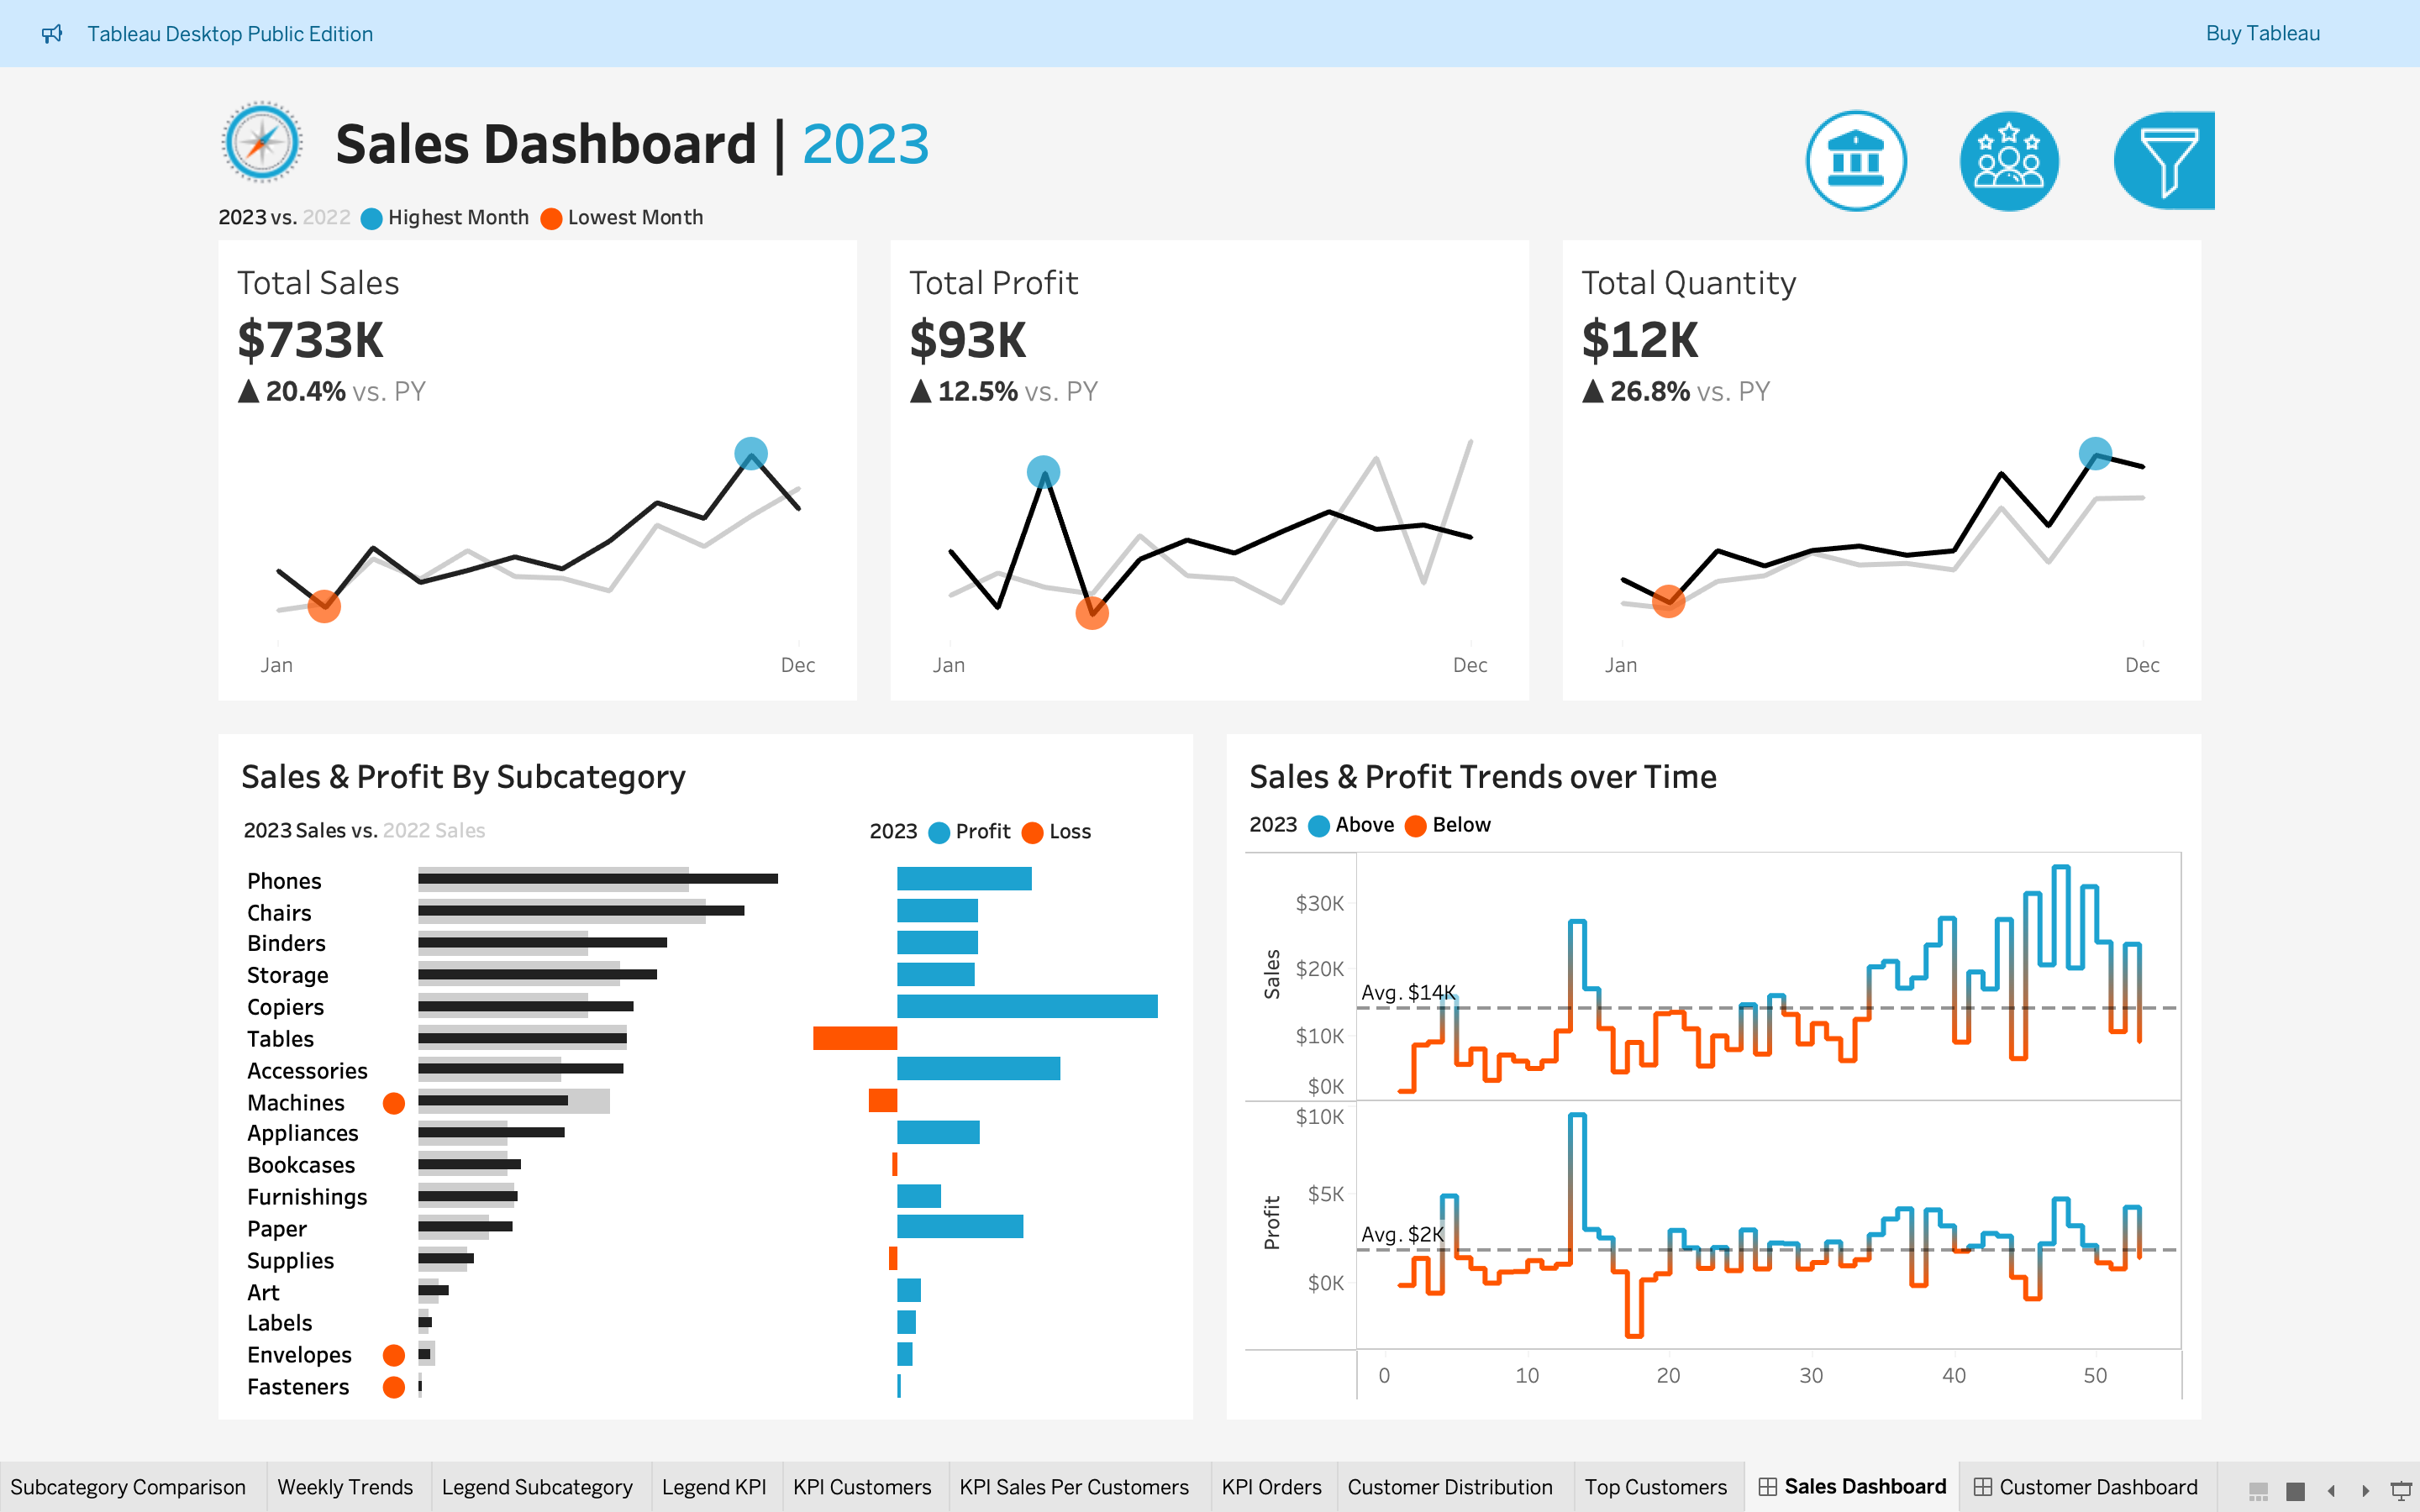 Tableau Desktop Public Edition
Buy Tableau
Sales Dashboard | 2023
2023 vs. 2022 Highest Month Lowest Month
Total Sales
$733K
▲ 20.4% vs. PY
Jan Dec
Total Profit
$93K
▲ 12.5% vs. PY
Jan Dec
Total Quantity
$12K
▲ 26.8% vs. PY
Jan Dec
Sales & Profit By Subcategory
2023 Sales vs. 2022 Sales
2023 Profit Loss
Phones
Chairs
Binders
Storage
Copiers
Tables
Accessories
Machines
Appliances
Bookcases
Furnishings
Paper
Supplies
Art
Labels
Envelopes
Fasteners
Sales & Profit Trends over Time
2023 Above Below
Sales
$30K
$20K
Avg. $14K
$10K
$0K
Profit
$10K
$5K
Avg. $2K
$0K
0 10 20 30 40 50
Subcategory Comparison Weekly Trends Legend Subcategory Legend KPI KPI Customers KPI Sales Per Customers KPI Orders Customer Distribution Top Customers Sales Dashboard Customer Dashboard